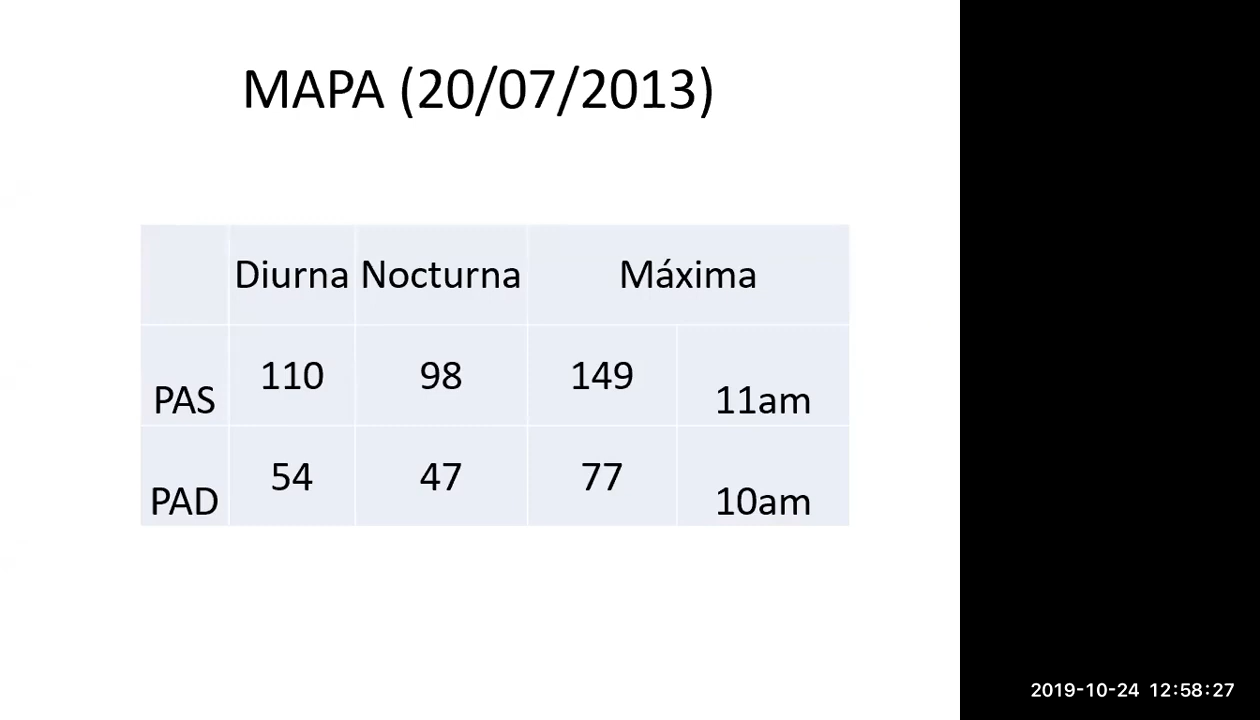 MAPA (20/07/2013)
Diurna Nocturna Máxima
PAS 110 98 149 11am
PAD 54 47 77 10am
2019-10-24 12:58:27